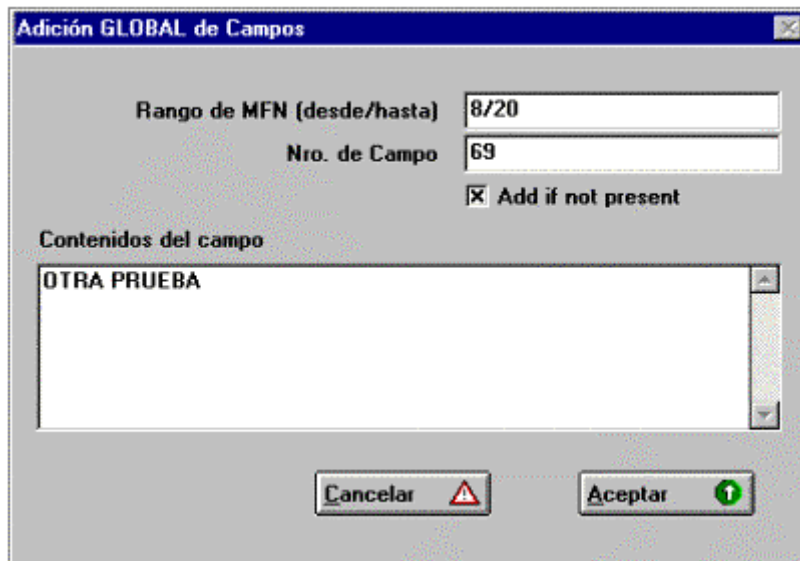 Adición GLOBAL de Campos
Rango de MFN (desde/hasta) 8/20
Nro. de Campo 69
Add if not present
Contenidos del campo
OTRA PRUEBA
Cancelar Aceptar